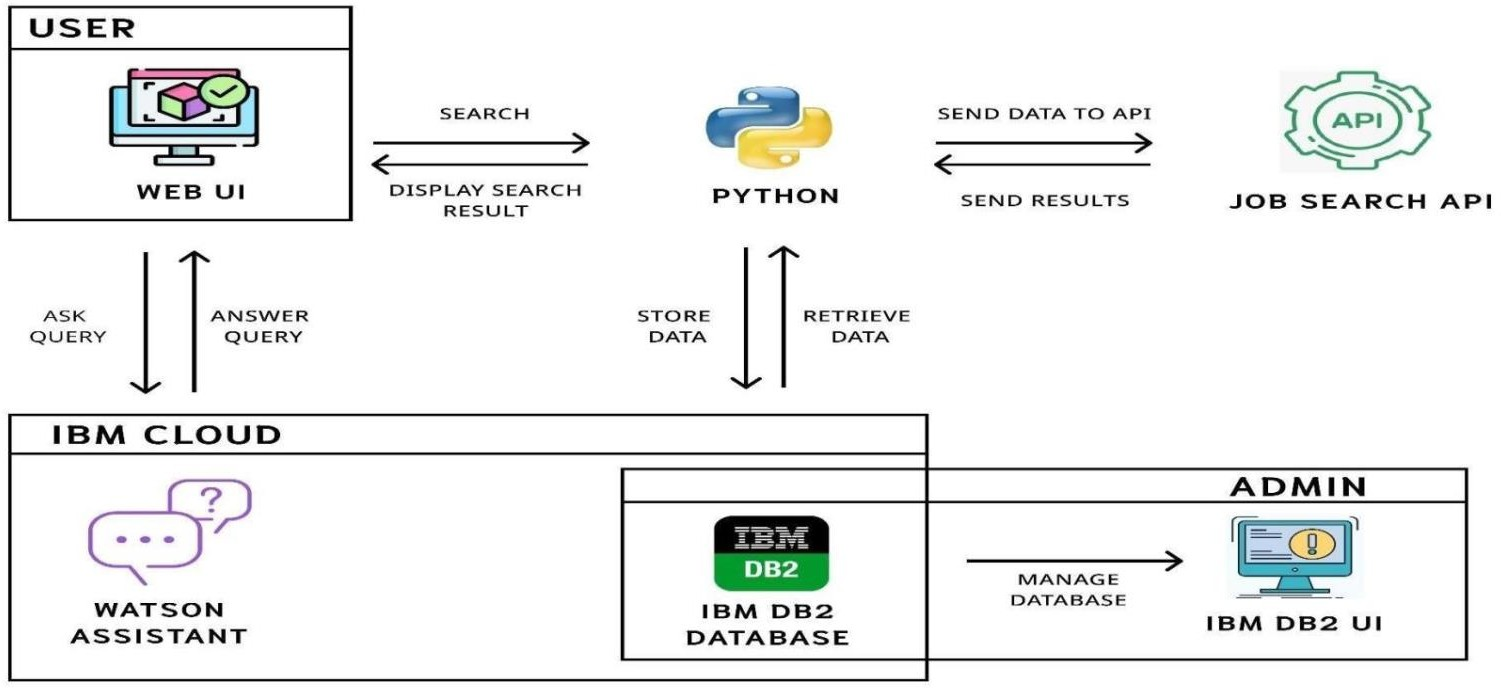 USER
WEB UI
SEARCH
DISPLAY SEARCH
RESULT
PYTHON
SEND DATA TO API
SEND RESULTS
API
JOB SEARCH API
ASK
QUERY
ANSWER
QUERY
STORE
DATA
RETRIEVE
DATA
IBM CLOUD
?
WATSON
ASSISTANT
IBM
DB2
IBM DB2
DATABASE
MANAGE
DATABASE
ADMIN
!
IBM DB2 UI